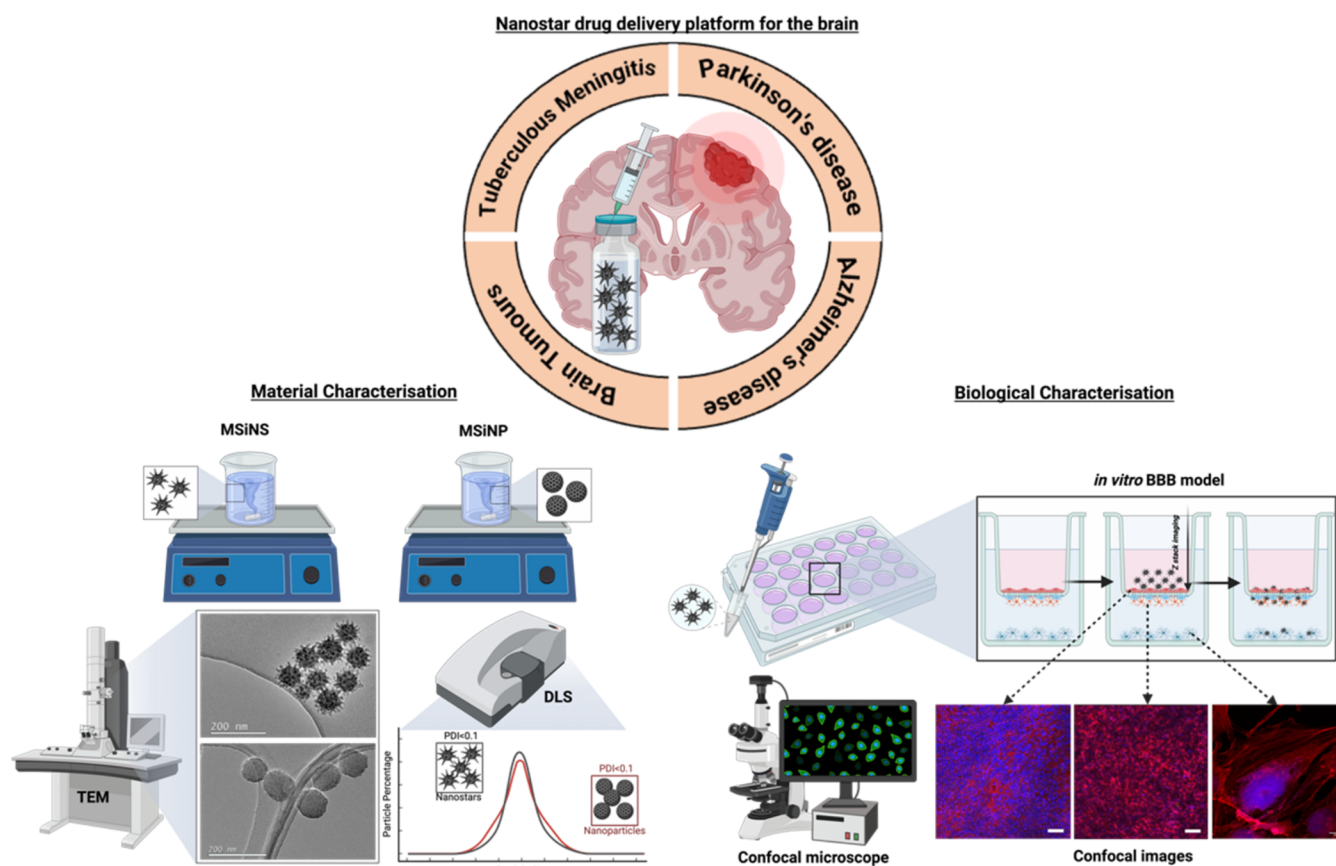 Nanostar drug delivery platform for the brain
Tuberculous Meningitis
Parkinson's disease
Brain Tumours
Alzheimer's disease
Material Characterisation
MSiNS
MSiNP
TEM
200 nm
200 nm
DLS
Particle Percentage
PDI<0.1
Nanostars
PDI<0.1
Nanoparticles
Biological Characterisation
in vitro BBB model
Z stack imaging
Confocal microscope
Confocal images